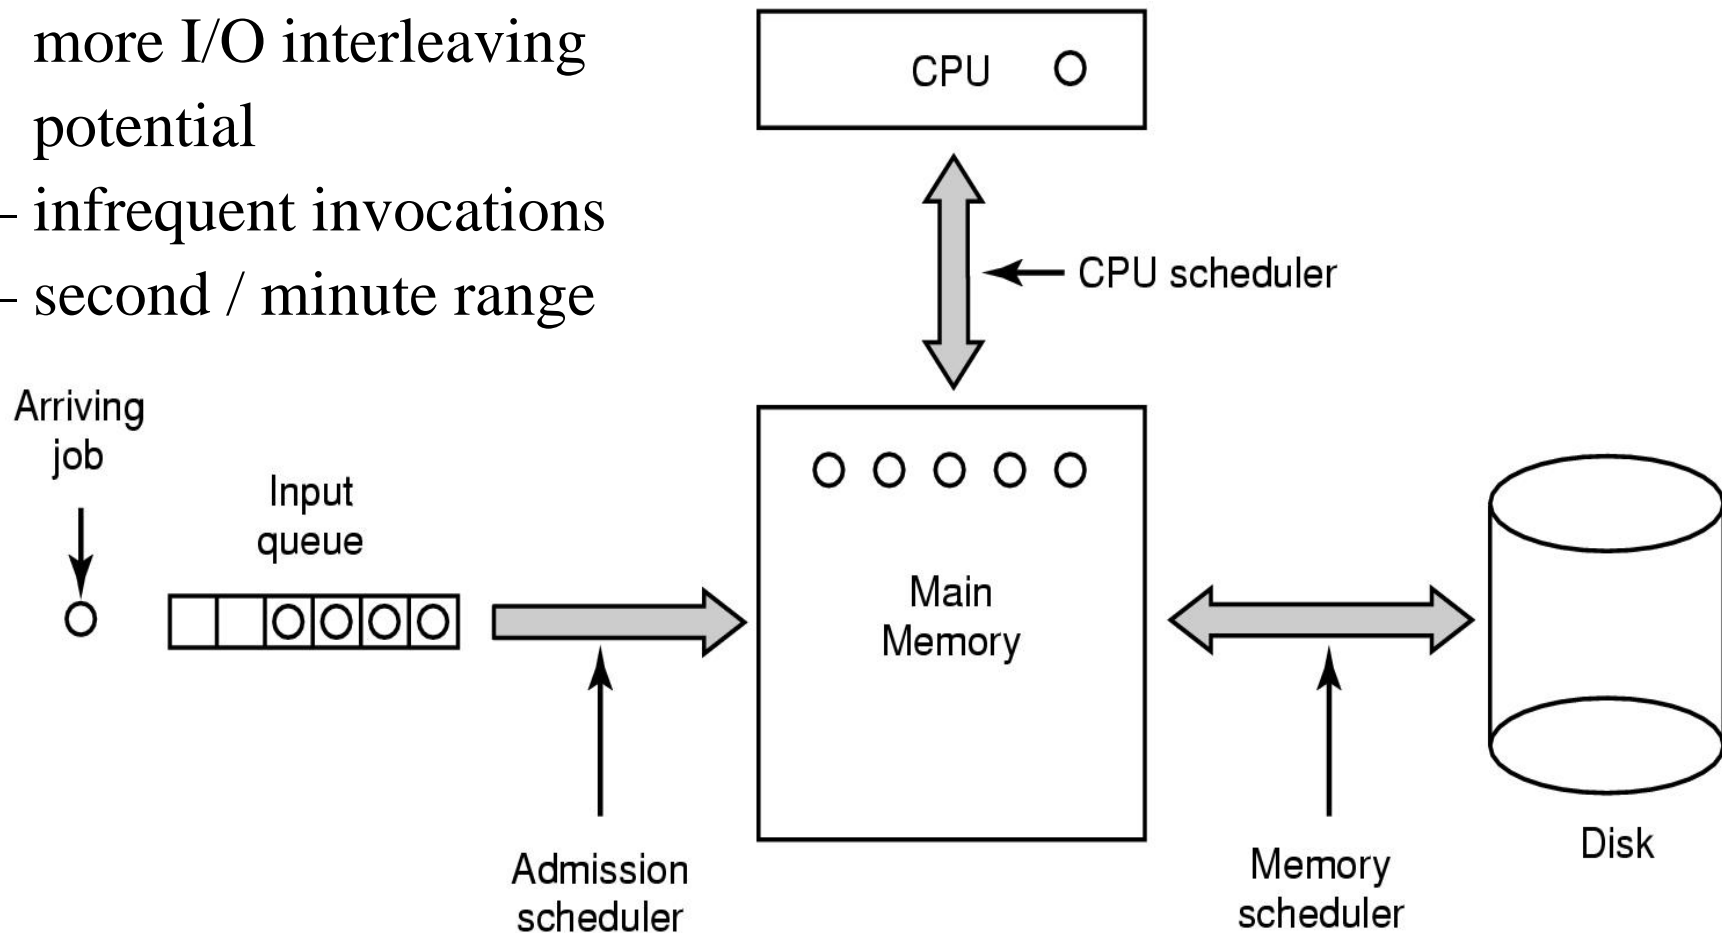 more I/O interleaving
potential
– infrequent invocations
– second / minute range
CPU
CPU scheduler
Arriving
job
Input
queue
Main
Memory
Admission
scheduler
Memory
scheduler
Disk